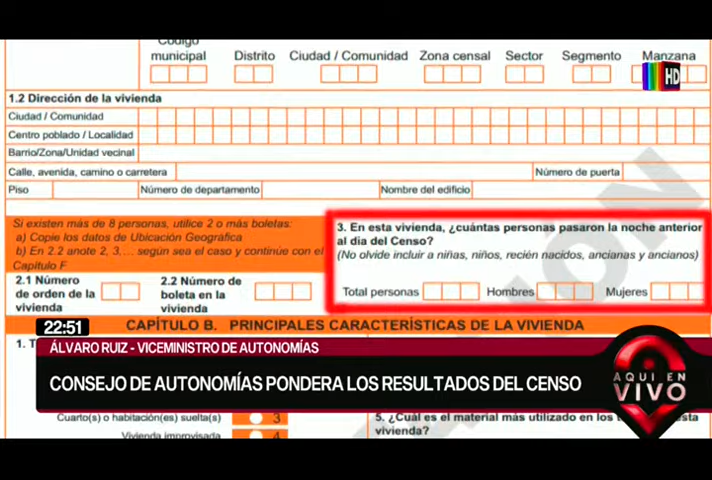 Código municipal
Distrito
Ciudad / Comunidad
Zona censal
Sector
Segmento
Manzana
HD
1.2 Dirección de la vivienda
Ciudad / Comunidad
Centro poblado / Localidad
Barrio/Zona/Unidad vecinal
Calle, avenida, camino o carretera
Número de puerta
Piso
Número de departamento
Nombre del edificio
Si existen más de 8 personas, utilice 2 o más boletas:
a) Copie los datos de Ubicación Geográfica
b) En 2.2 anote 2, 3,... según sea el caso y continúe con el
Capítulo F
2.1 Número
de orden de la
vivienda
2.2 Número de
boleta en la
vivienda
3. En esta vivienda, ¿cuántas personas pasaron la noche anterior
al día del Censo?
(No olvide incluir a niñas, niños, recién nacidos, ancianas y ancianos)
Total personas
Hombres
Mujeres
22:51
CAPÍTULO B. PRINCIPALES CARACTERÍSTICAS DE LA VIVIENDA
ÁLVARO RUIZ - VICEMINISTRO DE AUTONOMÍAS
CONSEJO DE AUTONOMÍAS PONDERA LOS RESULTADOS DEL CENSO
AQUI EN
VIVO
Cuarto(s) o habitación(es) suelta(s)
3
Vivienda improvisada
4
5. ¿Cuál es el material más utilizado en los
vivienda?